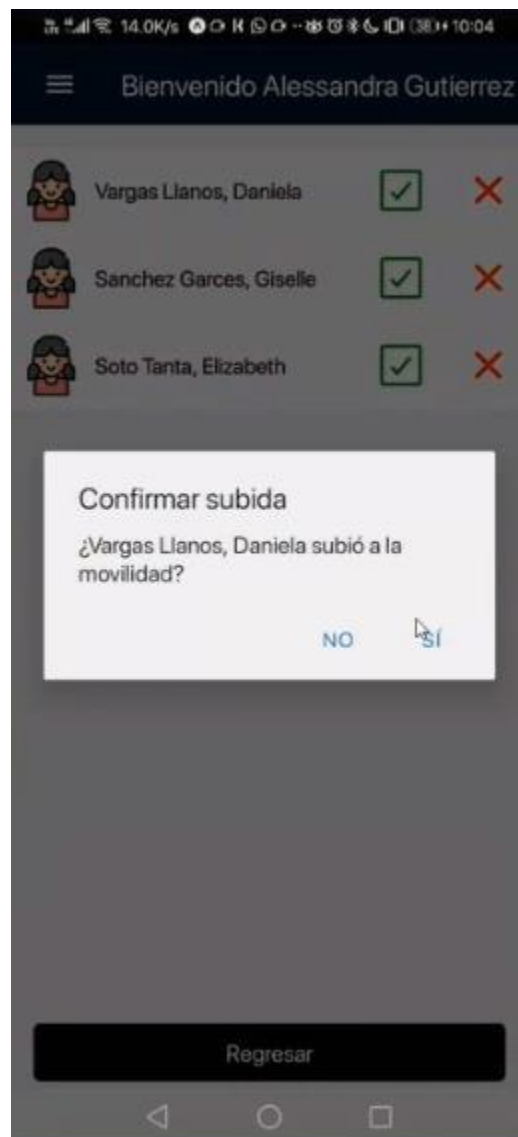 14.0K/s 38 10:04
Bienvenido Alessandra Gutierrez
Vargas Llanos, Daniela
Sanchez Garces, Giselle
Soto Tanta, Elizabeth
Confirmar subida
¿Vargas Llanos, Daniela subió a la
movilidad?
NO SÍ
Regresar